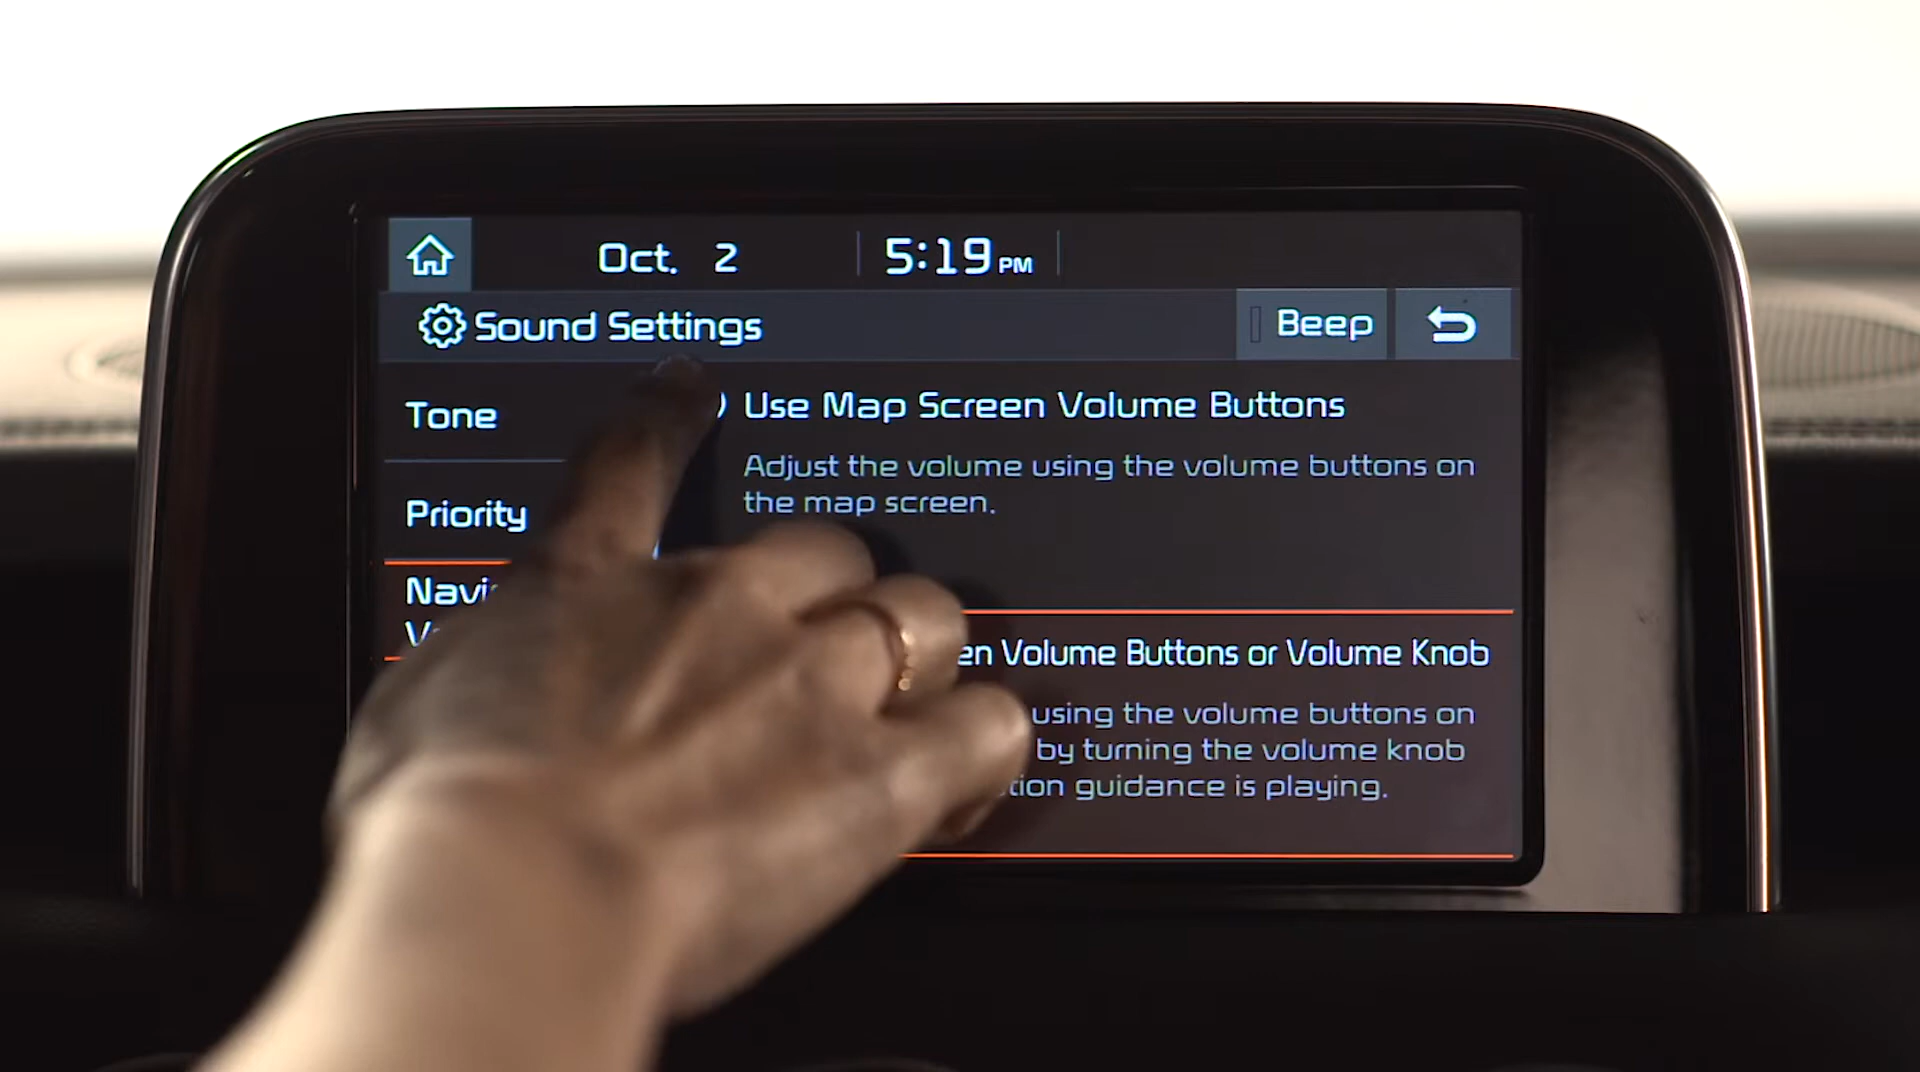 Oct. 2
5:19 PM
Sound Settings
Beep
Tone
Priority
Use Map Screen Volume Buttons
Adjust the volume using the volume buttons on
the map screen.
Volume Buttons or Volume Knob
using the volume buttons on
by turning the volume knob
guidance is playing.